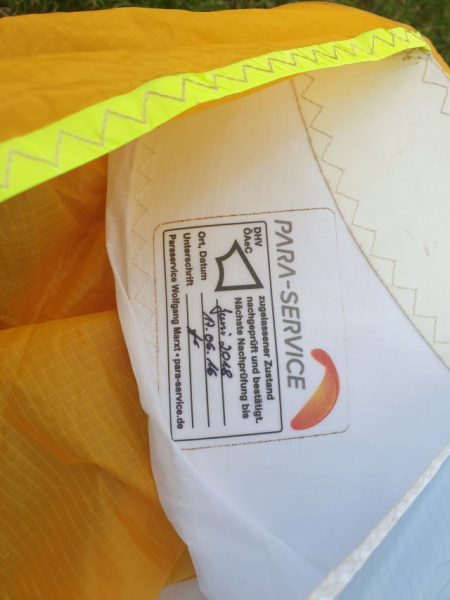 PARA-SERVICE
DHV
ÖAeC
zugelassener Zustand
nachgeprüft und bestätigt.
Nächste Nachprüfung bis
Juni 2018
Ort, Datum 17.06.16
Unterschrift
Paraservice Wolfgang Marxt • para-service.de